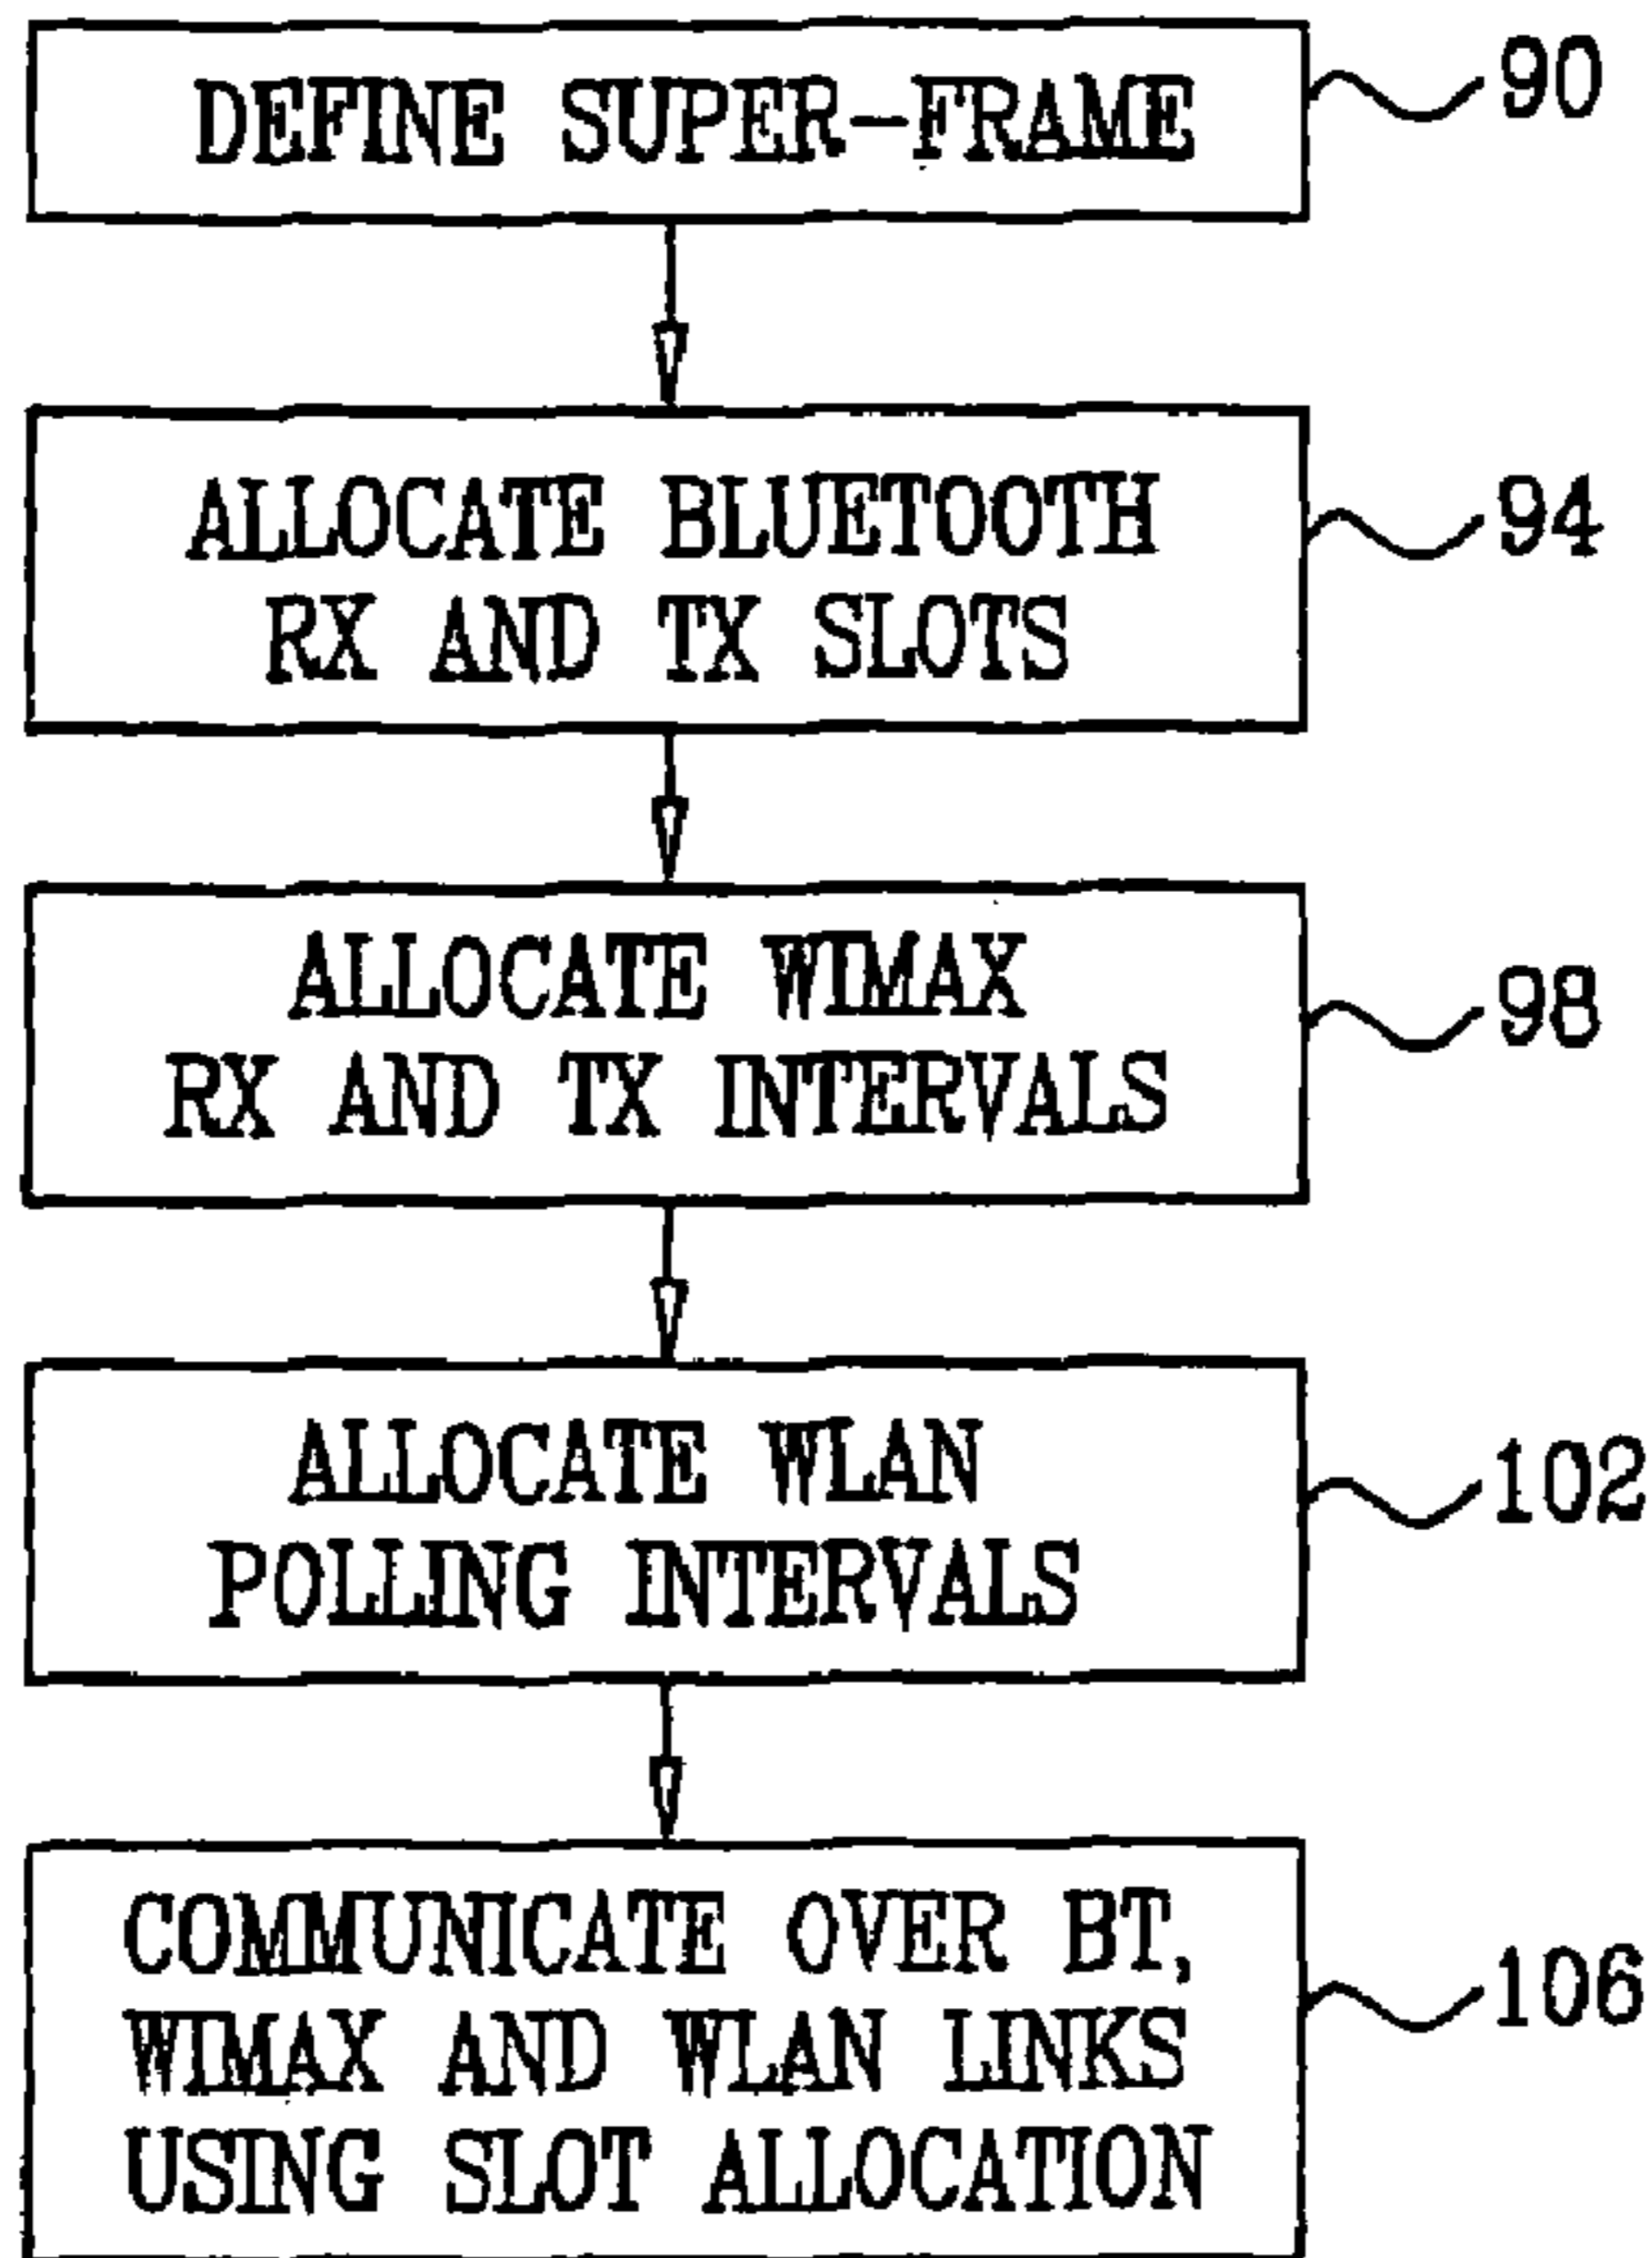 DEFINE SUPER-FRAME
90
ALLOCATE BLUETOOTH
RX AND TX SLOTS
94
ALLOCATE WIMAX
RX AND TX INTERVALS
98
ALLOCATE WLAN
POLLING INTERVALS
102
COMMUNICATE OVER BT,
WIMAX AND WLAN LINKS
USING SLOT ALLOCATION
106